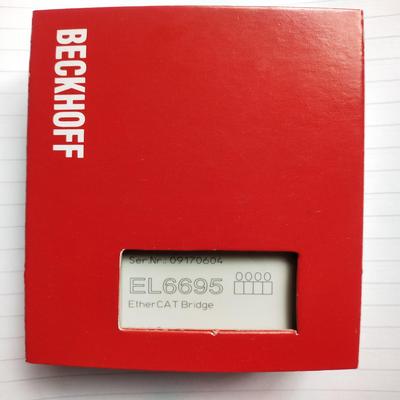 BECKHOFF
Ser.Nr.: 09170604
EL6695
EtherCAT Bridge